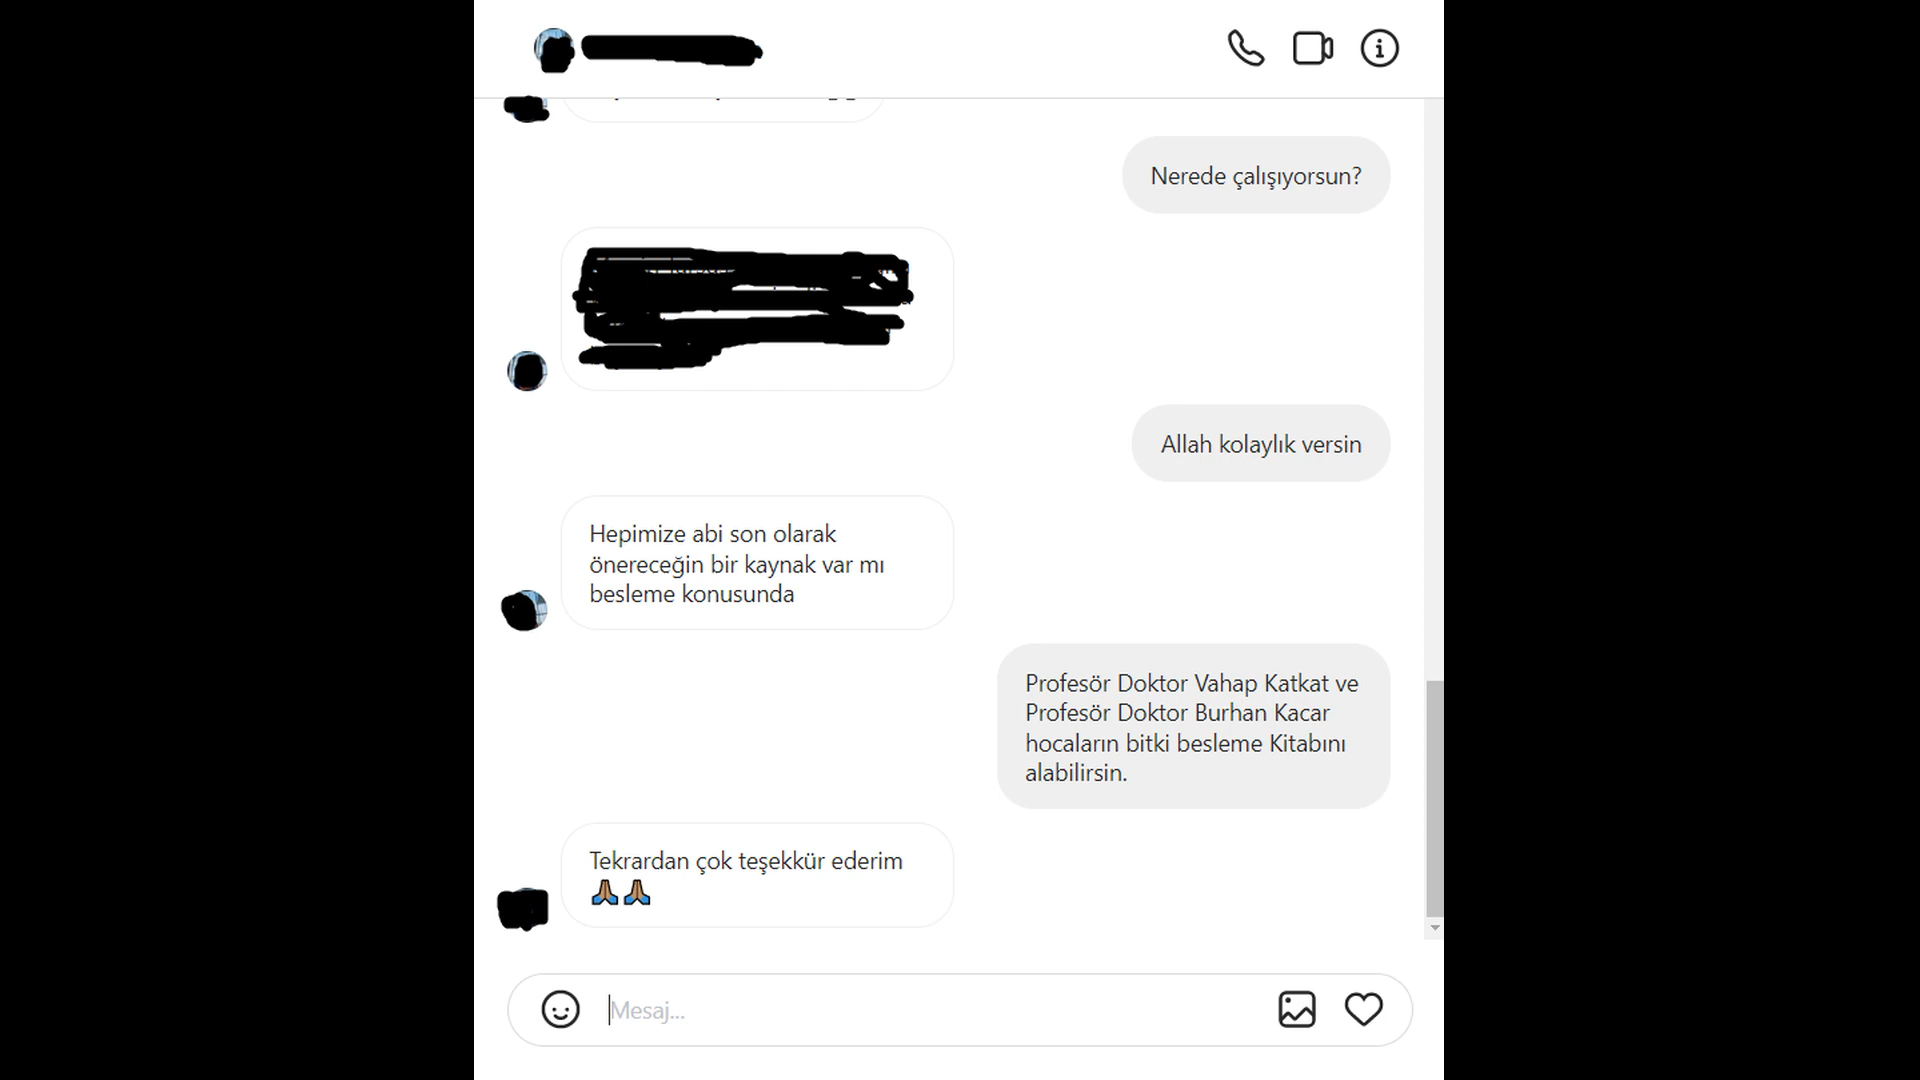 Nerede çalışıyorsun?
Allah kolaylık versin
Hepimize abi son olarak
önereceğin bir kaynak var mı
besleme konusunda
Profesör Doktor Vahap Katkat ve
Profesör Doktor Burhan Kacar
hocaların bitki besleme Kitabını
alabilirsin.
Tekrardan çok teşekkür ederim
🙏🏽🙏🏽
Mesaj...